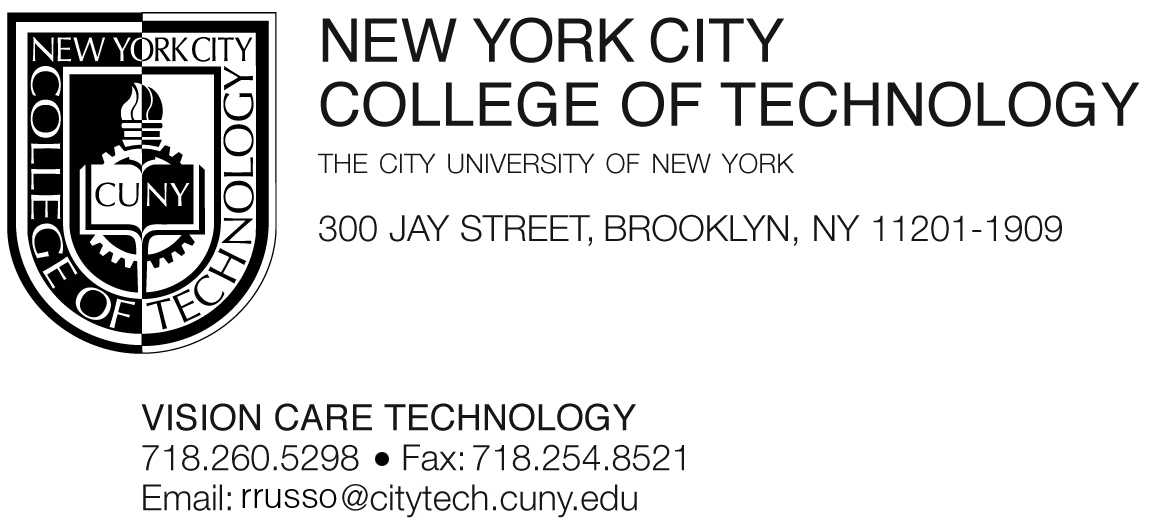 NEW YORK CITY
COLLEGE OF TECHNOLOGY
CUNY
NEW YORK CITY
COLLEGE OF TECHNOLOGY
THE CITY UNIVERSITY OF NEW YORK
300 JAY STREET, BROOKLYN, NY 11201-1909
VISION CARE TECHNOLOGY
718.260.5298 • Fax: 718.254.8521
Email: rrusso@citytech.cuny.edu